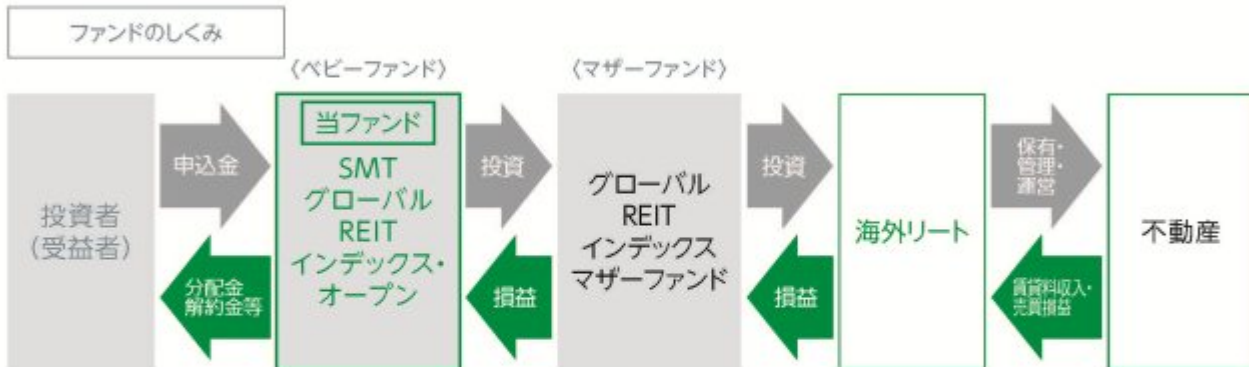 ファンドのしくみ
〈ベビーファンド〉
〈マザーファンド〉
投資者
(受益者)
申込金
分配金
解約金等
当ファンド
SMT
グローバル
REIT
インデックス・
オープン
投資
損益
グローバル
REIT
インデックス
マザーファンド
投資
損益
海外リート
保有・
管理・
運営
賃貸料収入・
売買損益
不動産